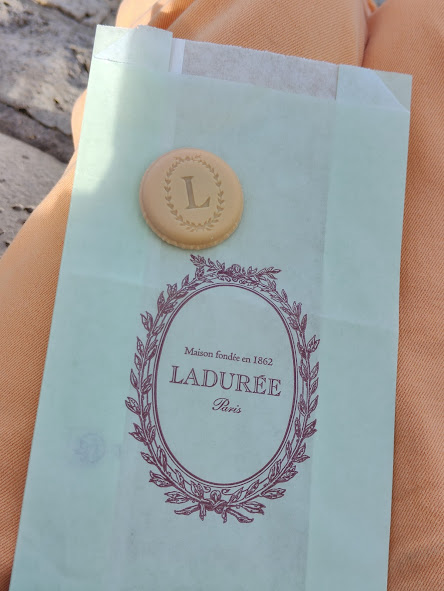 L
Maison fondée en 1862
LADURÉE
Paris